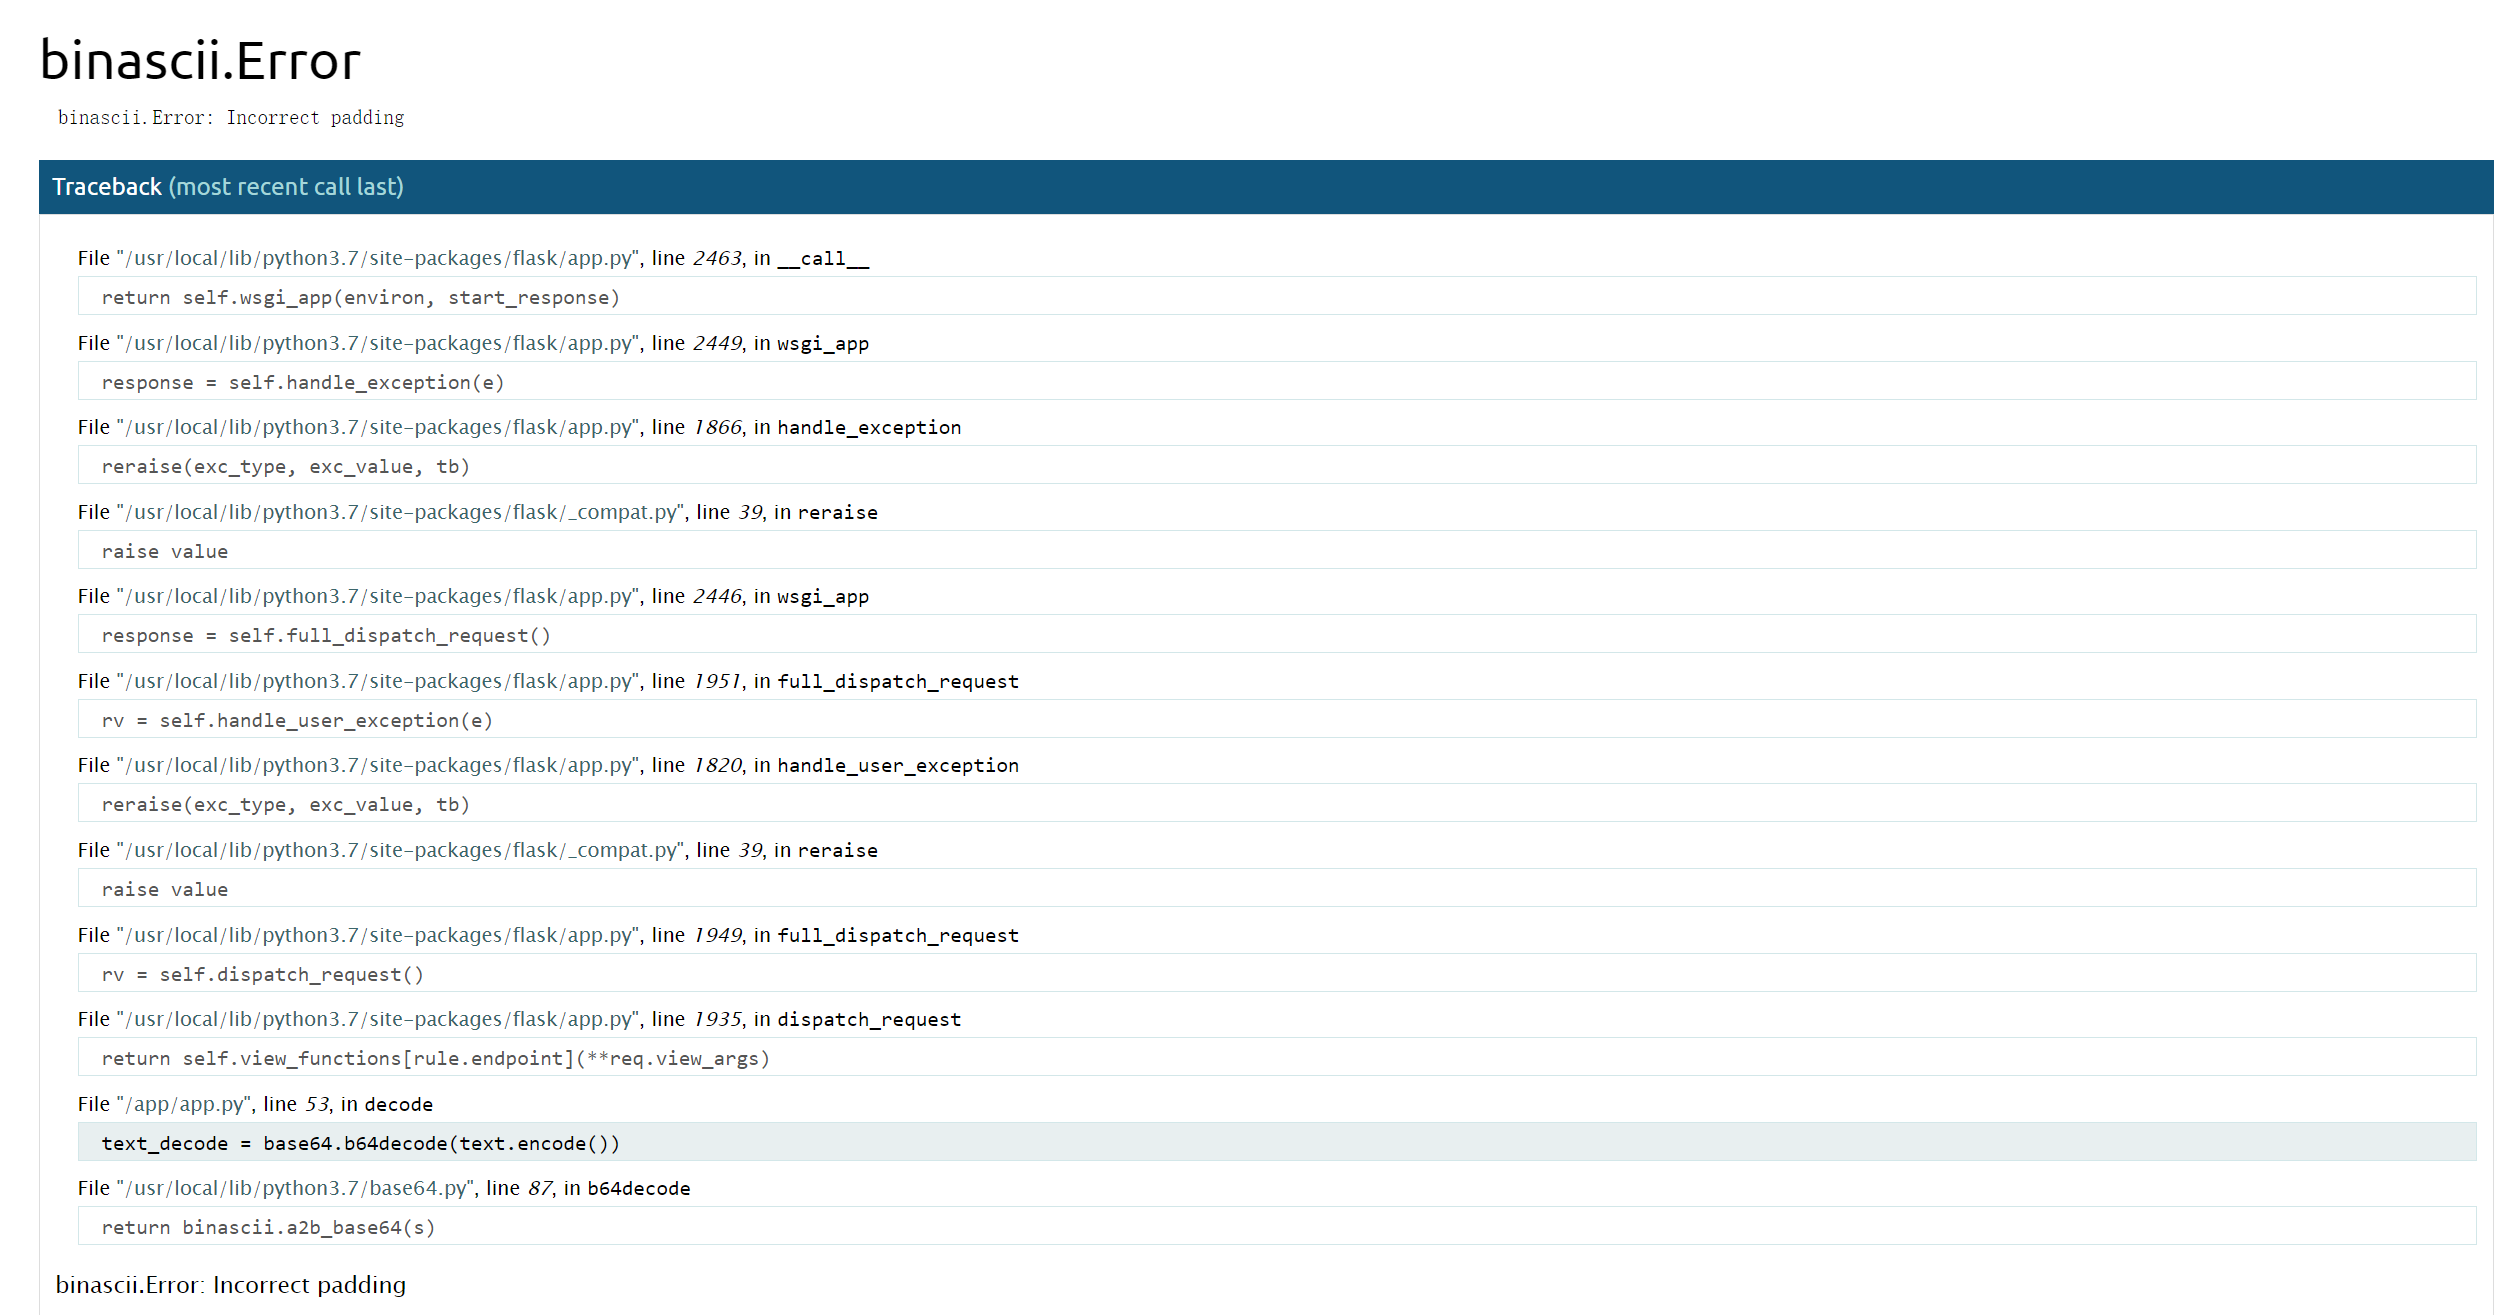 binascii.Error
binascii.Error: Incorrect padding
Traceback (most recent call last)
File "/usr/local/lib/python3.7/site-packages/flask/app.py", line 2463, in __call__
return self.wsgi_app(environ, start_response)
File "/usr/local/lib/python3.7/site-packages/flask/app.py", line 2449, in wsgi_app
response = self.handle_exception(e)
File "/usr/local/lib/python3.7/site-packages/flask/app.py", line 1866, in handle_exception
reraise(exc_type, exc_value, tb)
File "/usr/local/lib/python3.7/site-packages/flask/_compat.py", line 39, in reraise
raise value
File "/usr/local/lib/python3.7/site-packages/flask/app.py", line 2446, in wsgi_app
response = self.full_dispatch_request()
File "/usr/local/lib/python3.7/site-packages/flask/app.py", line 1951, in full_dispatch_request
rv = self.handle_user_exception(e)
File "/usr/local/lib/python3.7/site-packages/flask/app.py", line 1820, in handle_user_exception
reraise(exc_type, exc_value, tb)
File "/usr/local/lib/python3.7/site-packages/flask/_compat.py", line 39, in reraise
raise value
File "/usr/local/lib/python3.7/site-packages/flask/app.py", line 1949, in full_dispatch_request
rv = self.dispatch_request()
File "/usr/local/lib/python3.7/site-packages/flask/app.py", line 1935, in dispatch_request
return self.view_functions[rule.endpoint](**req.view_args)
File "/app/app.py", line 53, in decode
text_decode = base64.b64decode(text.encode())
File "/usr/local/lib/python3.7/base64.py", line 87, in b64decode
return binascii.a2b_base64(s)
binascii.Error: Incorrect padding